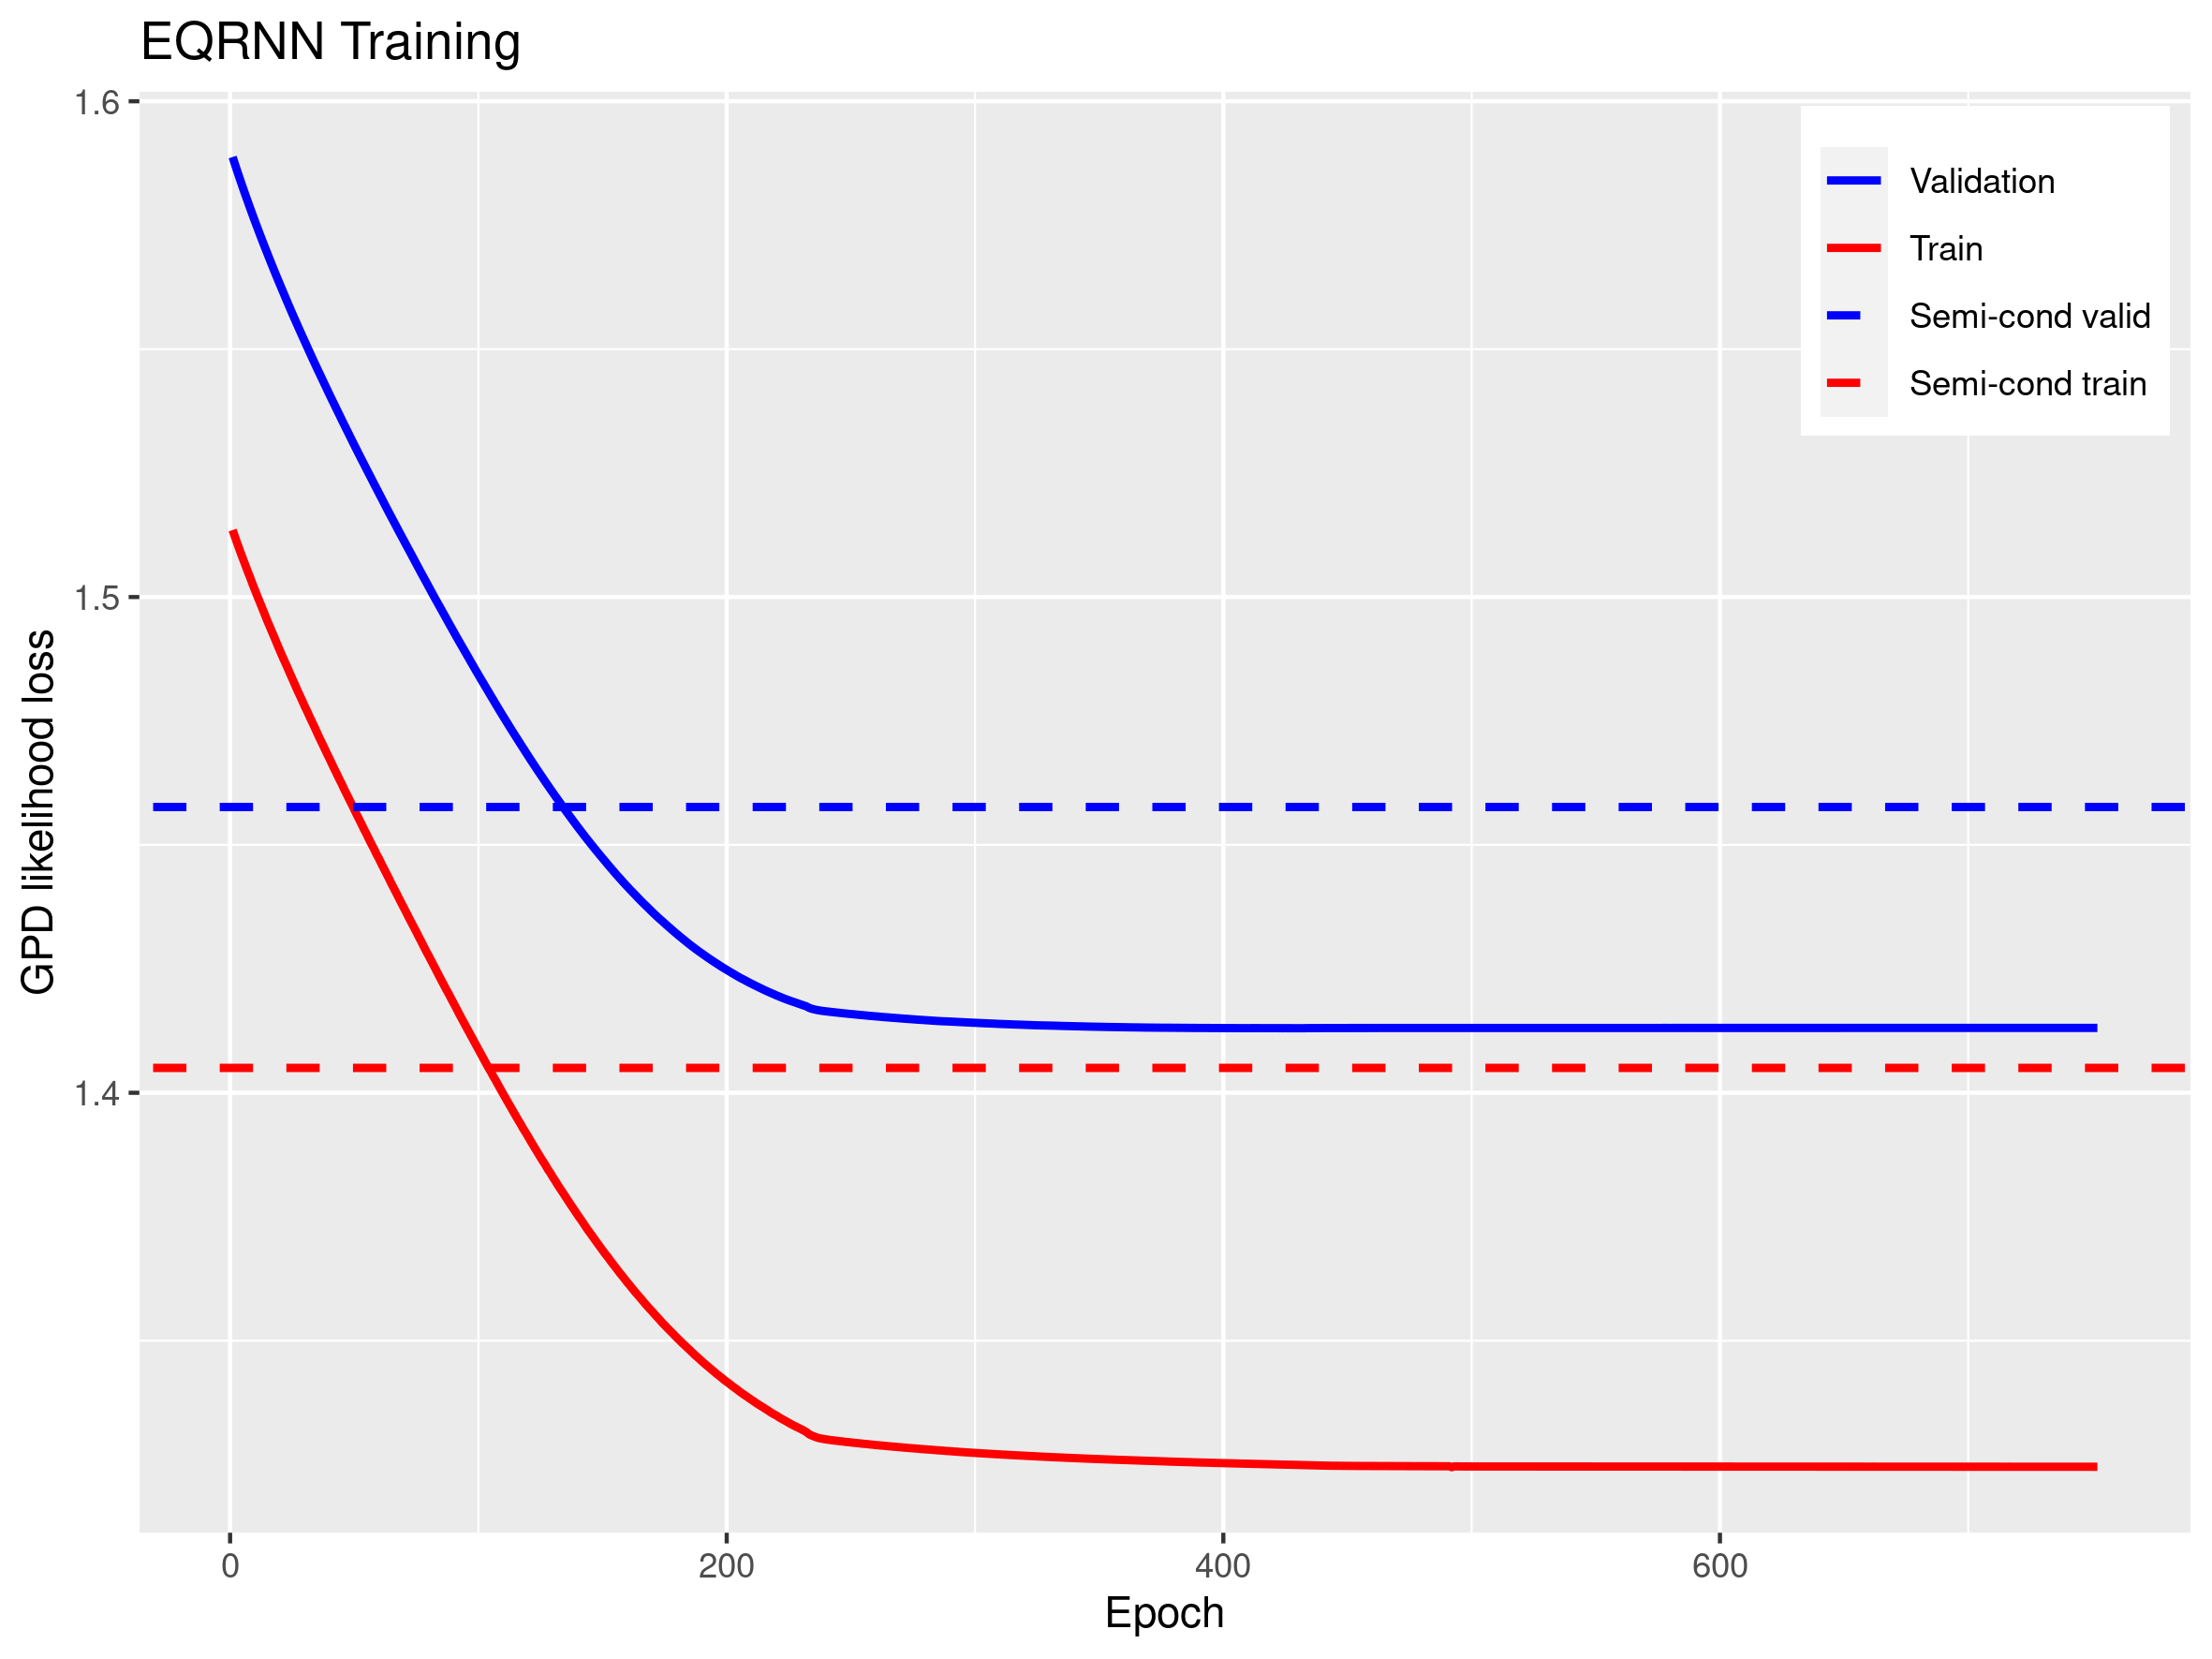 EQRNN Training
1.6
1.5
1.4
GPD likelihood loss
Validation
Train
Semi-cond valid
Semi-cond train
0 200 400 600
Epoch